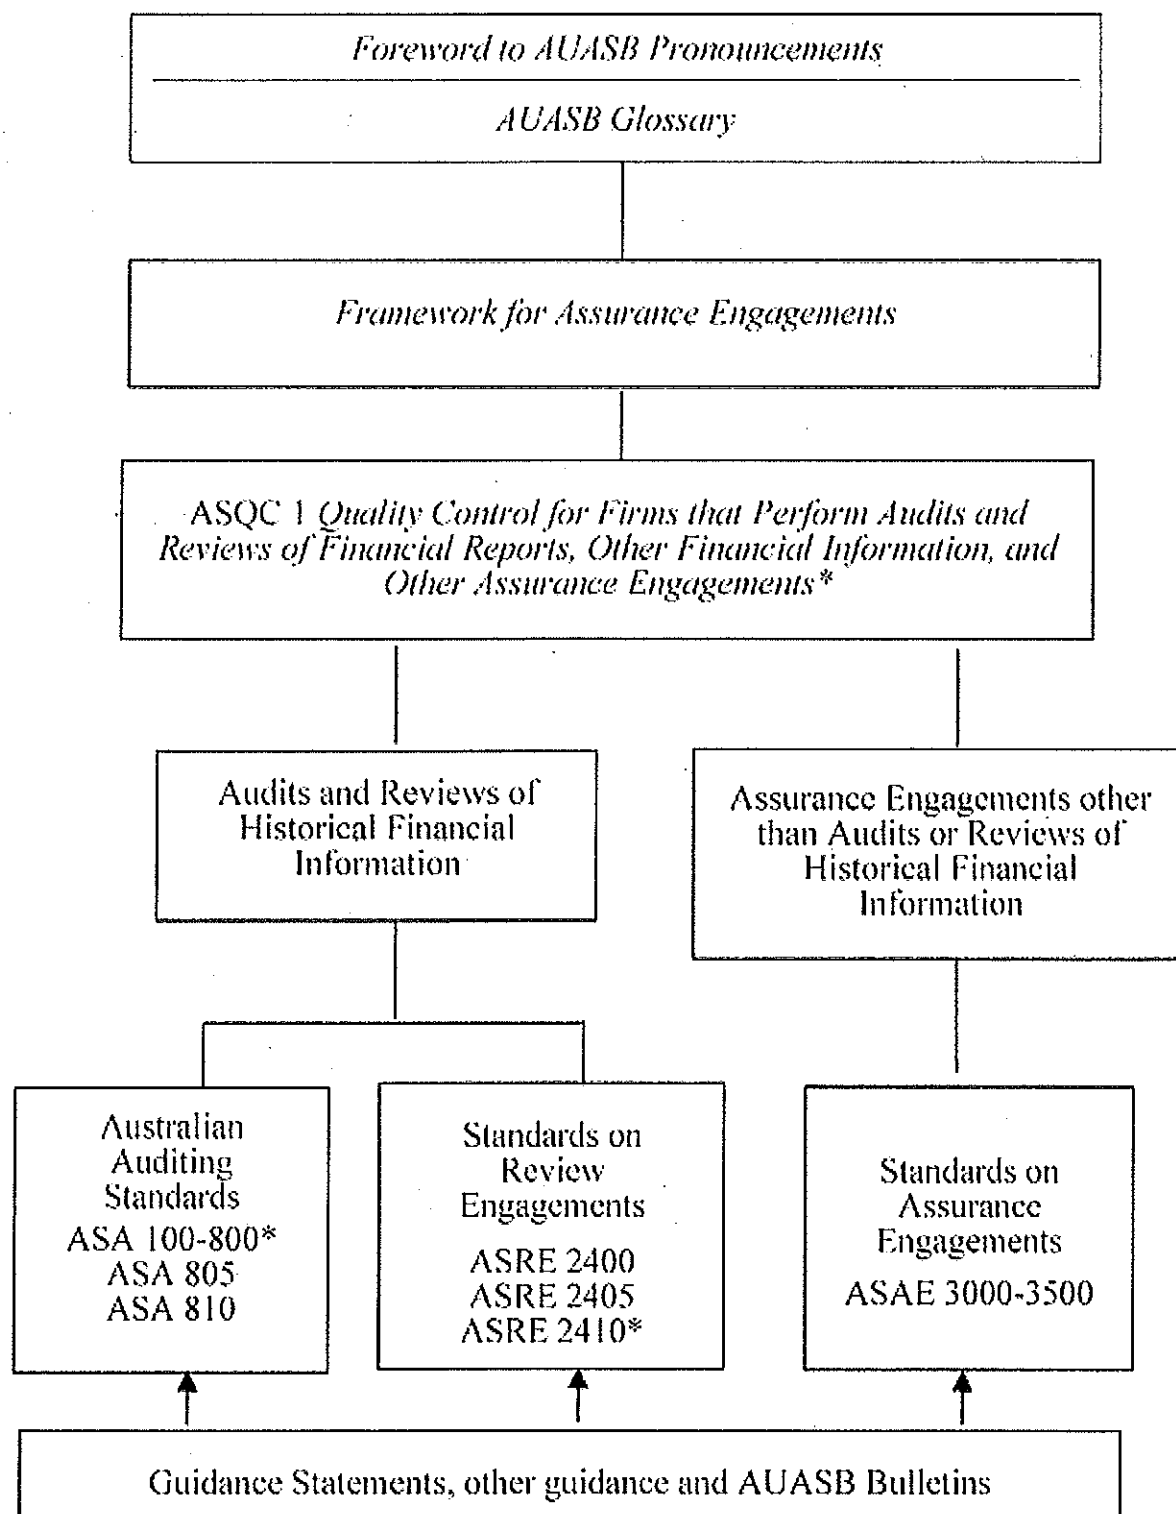 Foreword to AUASB Pronouncements
AUASB Glossary
Framework for Assurance Engagements
ASQC 1 Quality Control for Firms that Perform Audits and
Reviews of Financial Reports, Other Financial Information, and
Other Assurance Engagements*
Audits and Reviews of
Historical Financial
Information
Assurance Engagements other
than Audits or Reviews of
Historical Financial
Information
Australian
Auditing
Standards
ASA 100-800*
ASA 805
ASA 810
Standards on
Review
Engagements
ASRE 2400
ASRE 2405
ASRE 2410*
Standards on
Assurance
Engagements
ASAE 3000-3500
Guidance Statements, other guidance and AUASB Bulletins